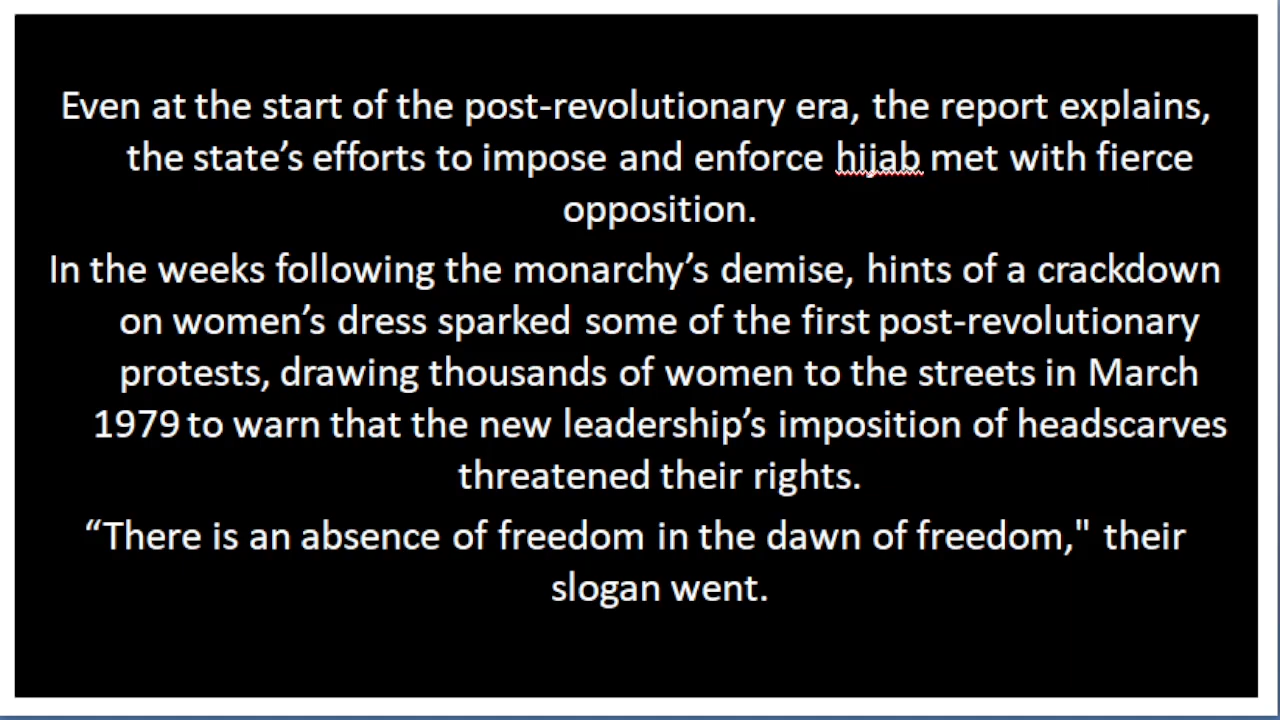 Even at the start of the post-revolutionary era, the report explains,
the state’s efforts to impose and enforce hijab met with fierce
opposition.
In the weeks following the monarchy’s demise, hints of a crackdown
on women’s dress sparked some of the first post-revolutionary
protests, drawing thousands of women to the streets in March
1979 to warn that the new leadership’s imposition of headscarves
threatened their rights.
“There is an absence of freedom in the dawn of freedom," their
slogan went.